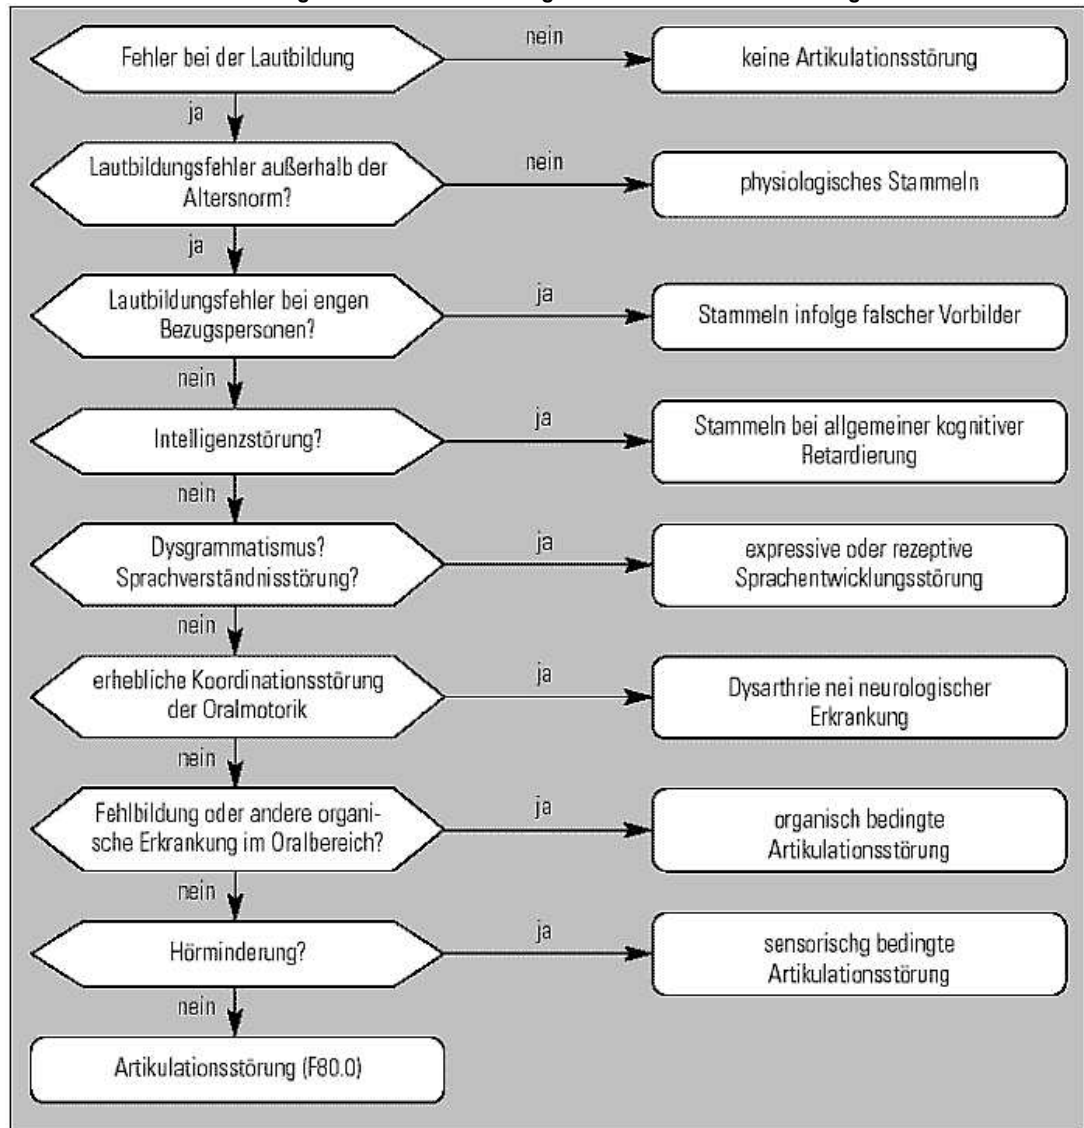 Fehler bei der Lautbildung
nein
keine Artikulationsstörung
ja
Lautbildungsfehler außerhalb der
Altersnorm?
nein
physiologisches Stammeln
ja
Lautbildungsfehler bei engen
Bezugspersonen?
ja
Stammeln infolge falscher Vorbilder
nein
Intelligenzstörung?
ja
Stammeln bei allgemeiner kognitiver
Retardierung
nein
Dysgrammatismus?
Sprachverständnisstörung?
ja
expressive oder rezeptive
Sprachentwicklungsstörung
nein
erhebliche Koordinationsstörung
der Oralmotorik
ja
Dysarthrie nei neurologischer
Erkrankung
nein
Fehlbildung oder andere organi-
sche Erkrankung im Oralbereich?
ja
organisch bedingte
Artikulationsstörung
nein
Hörminderung?
ja
sensorischg bedingte
Artikulationsstörung
nein
Artikulationsstörung (F80.0)